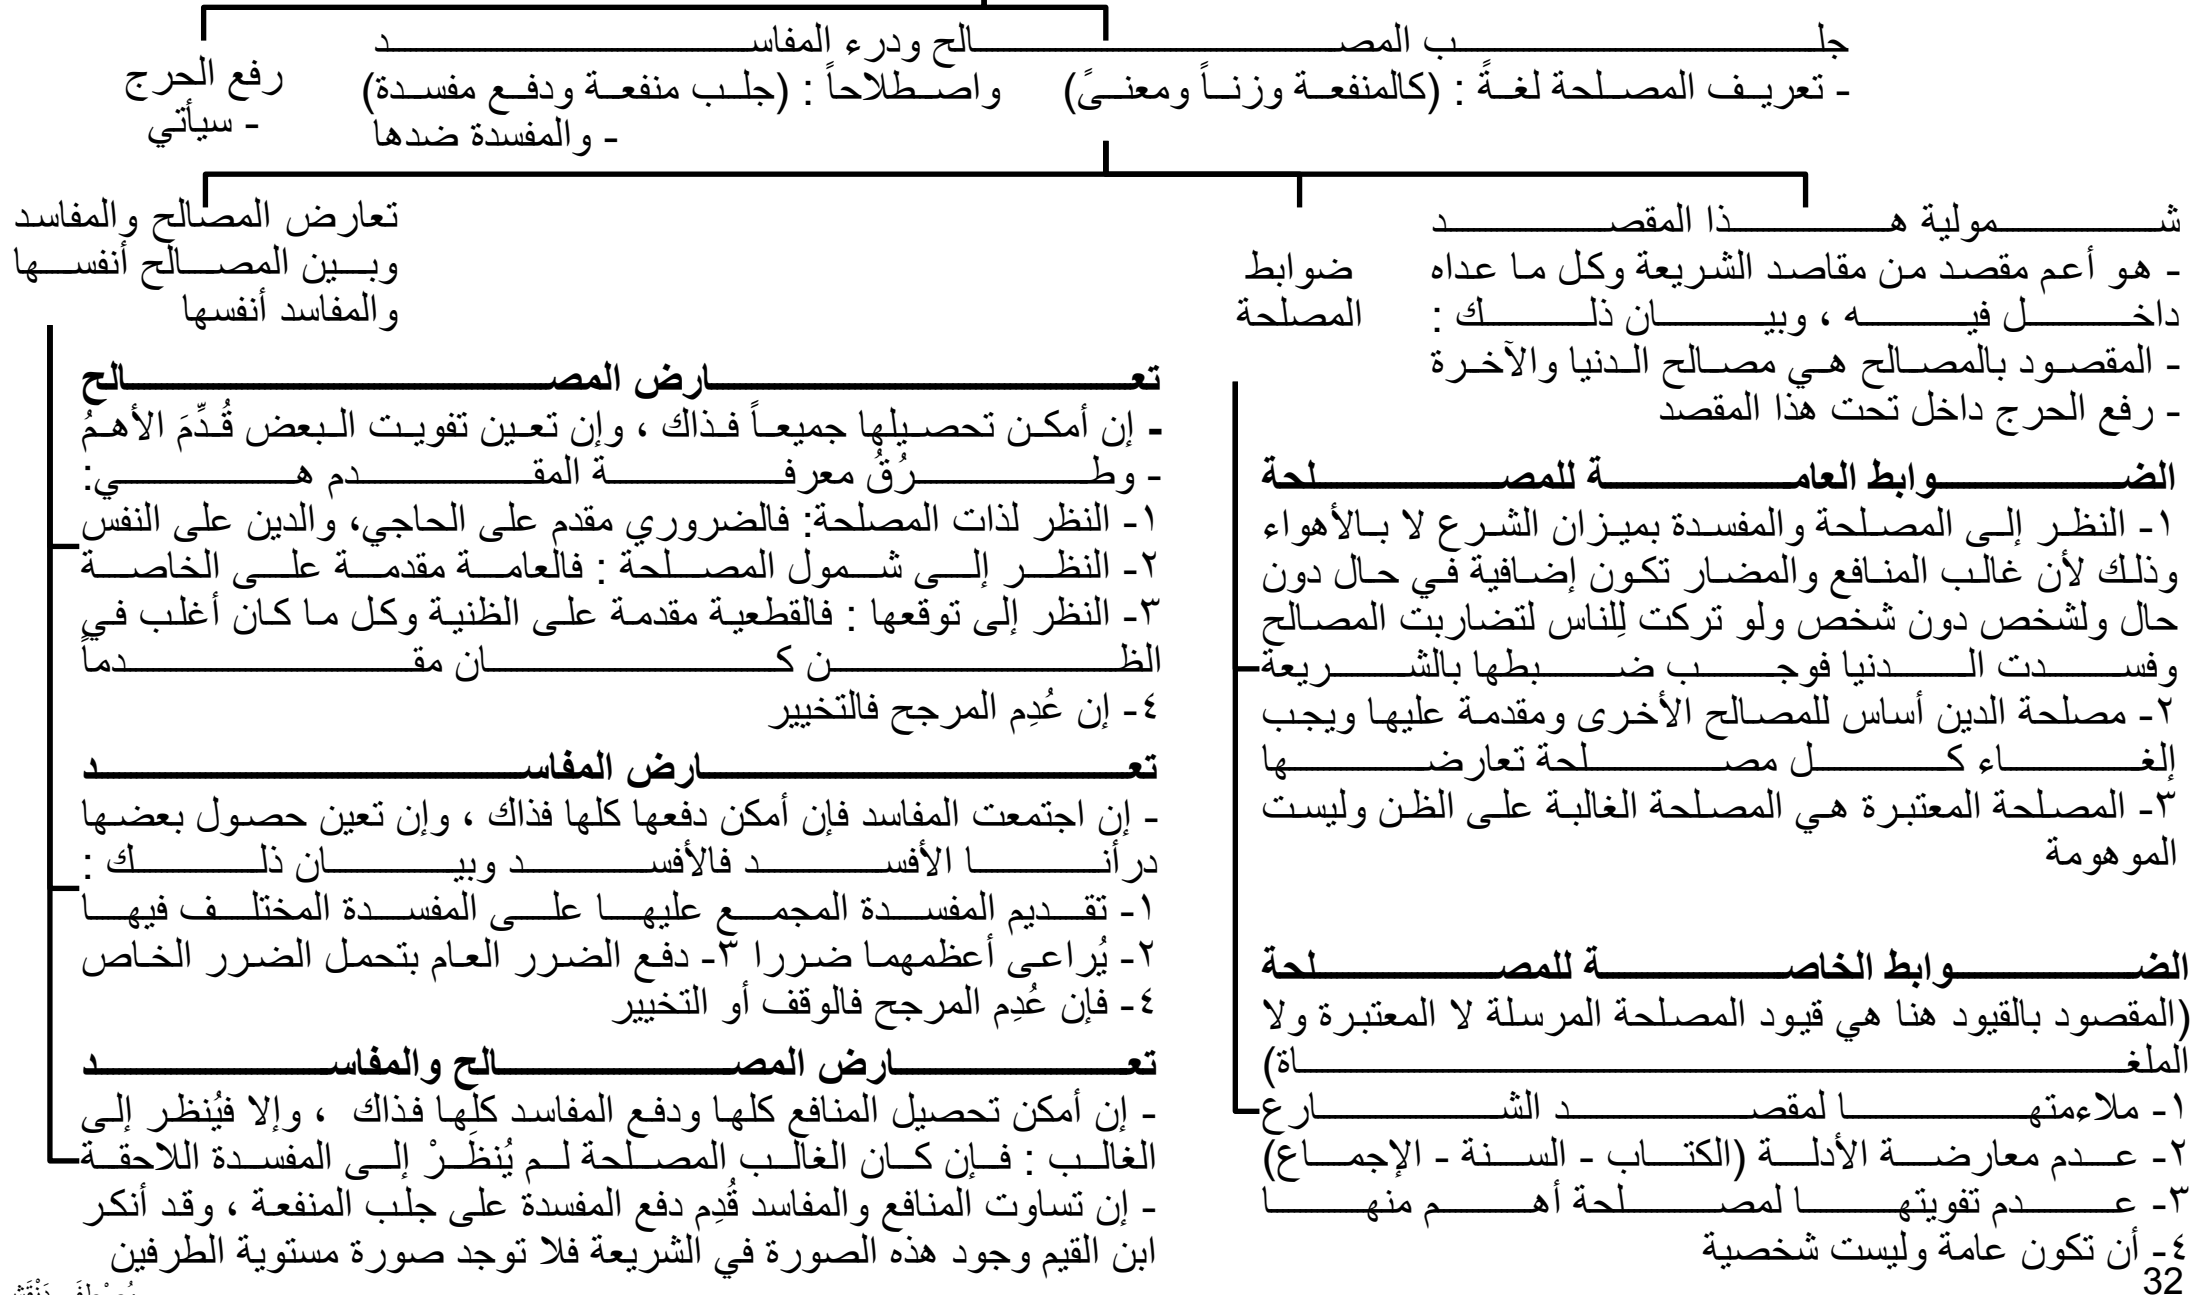 جلب المصالح ودرء المفاسد
- تعريف المصلحة لغةً : (كالمنفعة وزناً ومعنىً) واصطلاحاً : (جلب منفعة ودفع مفسدة)
- والمفسدة ضدها
رفع الحرج
- سيأتي
شمولية هذا المقصد
- هو أعم مقصد من مقاصد الشريعة وكل ما عداه
داخل فيه ، وبيان ذلك :
- المقصود بالمصالح هي مصالح الدنيا والآخرة
- رفع الحرج داخل تحت هذا المقصد
ضوابط
المصلحة
الضوابط العامة للمصلحة
١- النظر إلى المصلحة والمفسدة بميزان الشرع لا بالأهواء
وذلك لأن غالب المنافع والمضار تكون إضافية في حال دون
حال ولشخص دون شخص ولو تركت لِلناس لتضاربت المصالح
وفسدت الدنيا فوجب ضبطها بالشريعة
٢- مصلحة الدين أساس للمصالح الأخرى ومقدمة عليها ويجب
إلغاء كل مصلحة تعارضها
٣- المصلحة المعتبرة هي المصلحة الغالبة على الظن وليست
الموهومة
الضوابط الخاصة للمصلحة
(المقصود بالقيود هنا هي قيود المصلحة المرسلة لا المعتبرة ولا
الملغاة)
١- ملاءمتها لمقصد الشارع
٢- عدم معارضة الأدلة (الكتاب - السنة - الإجماع)
٣- عدم تفويتها لمصلحة أهم منها
٤- أن تكون عامة وليست شخصية
تعارض المصالح والمفاسد
وبين المصالح أنفسها
والمفاسد أنفسها
تعارض المصالح
- إن أمكن تحصيلها جميعاً فذاك ، وإن تعين تفويت البعض قُدِّمَ الأهمُ
- وطُرُقُ معرفة المقدم هي:
١- النظر لذات المصلحة: فالضروري مقدم على الحاجي، والدين على النفس
٢- النظر إلى شمول المصلحة : فالعامة مقدمة على الخاصة
٣- النظر إلى توقعها : فالقطعية مقدمة على الظنية وكل ما كان أغلب في
الظن كان مقدماً
٤- إن عُدِم المرجح فالتخيير
تعارض المفاسد
- إن اجتمعت المفاسد فإن أمكن دفعها كلها فذاك ، وإن تعين حصول بعضها
درأنا الأفسد فالأفسد وبيان ذلك :
١- تقديم المفسدة المجمع عليها على المفسدة المختلف فيها
٢- يُراعى أعظمهما ضررا ٣- دفع الضرر العام بتحمل الضرر الخاص
٤- فإن عُدِم المرجح فالوقف أو التخيير
تعارض المصالح والمفاسد
- إن أمكن تحصيل المنافع كلها ودفع المفاسد كلها فذاك ، وإلا فيُنظر إلى
الغالب : فإن كان الغالب المصلحة لم يُنظَرْ إلى المفسدة اللاحقة
- إن تساوت المنافع والمفاسد قُدِم دفع المفسدة على جلب المنفعة ، وقد أنكر
ابن القيم وجود هذه الصورة في الشريعة فلا توجد صورة مستوية الطرفين
32